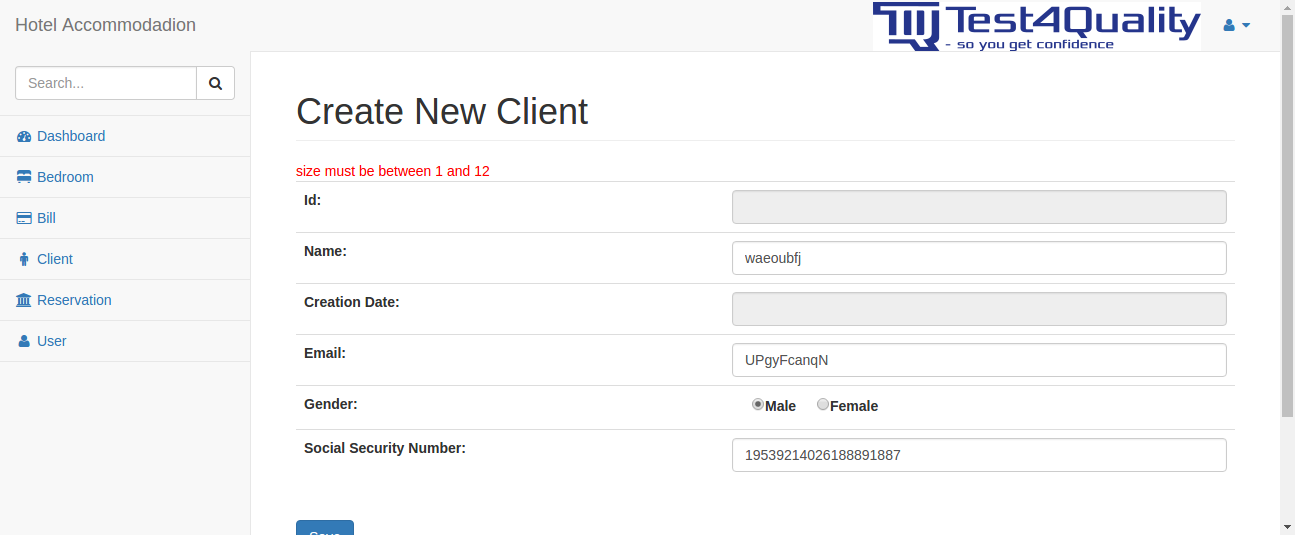 Hotel Accommodadion
Test4Quality
- so you get confidence
Search...
Dashboard
Bedroom
Bill
Client
Reservation
User
Create New Client
size must be between 1 and 12
Id:
Name: waeoubfj
Creation Date:
Email: UPgyFcanqN
Gender: Male Female
Social Security Number: 19539214026188891887
Save